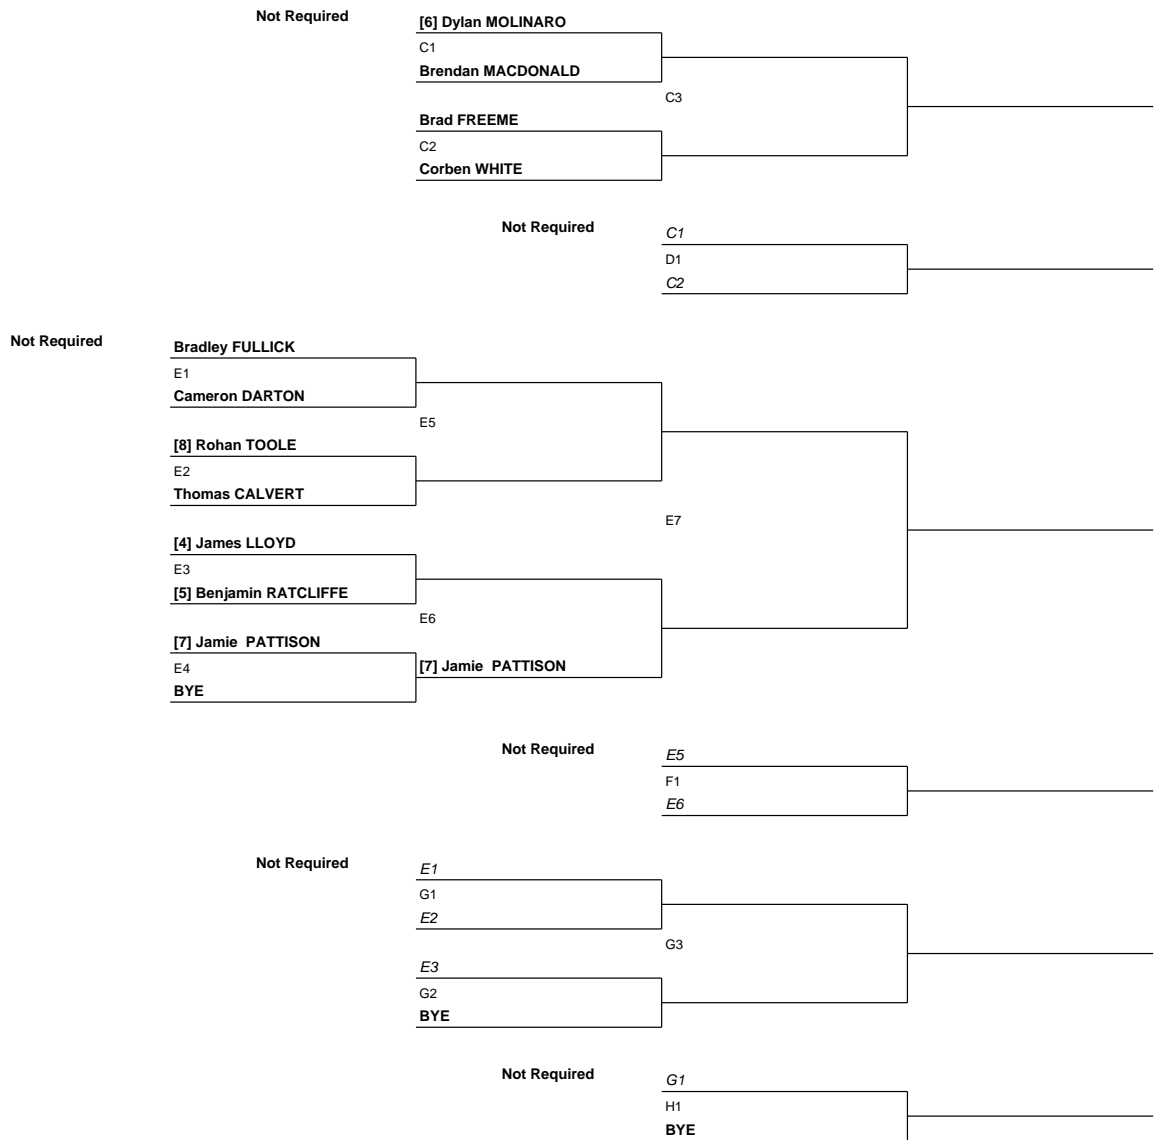 Not Required
[6] Dylan MOLINARO
C1
Brendan MACDONALD
C3
Brad FREEME
C2
Corben WHITE
Not Required
C1
D1
C2
Not Required
Bradley FULLICK
E1
Cameron DARTON
E5
[8] Rohan TOOLE
E2
Thomas CALVERT
E7
[4] James LLOYD
E3
[5] Benjamin RATCLIFFE
E6
[7] Jamie  PATTISON
E4
[7] Jamie  PATTISON
BYE
Not Required
E5
F1
E6
Not Required
E1
G1
E2
G3
E3
G2
BYE
Not Required
G1
H1
BYE